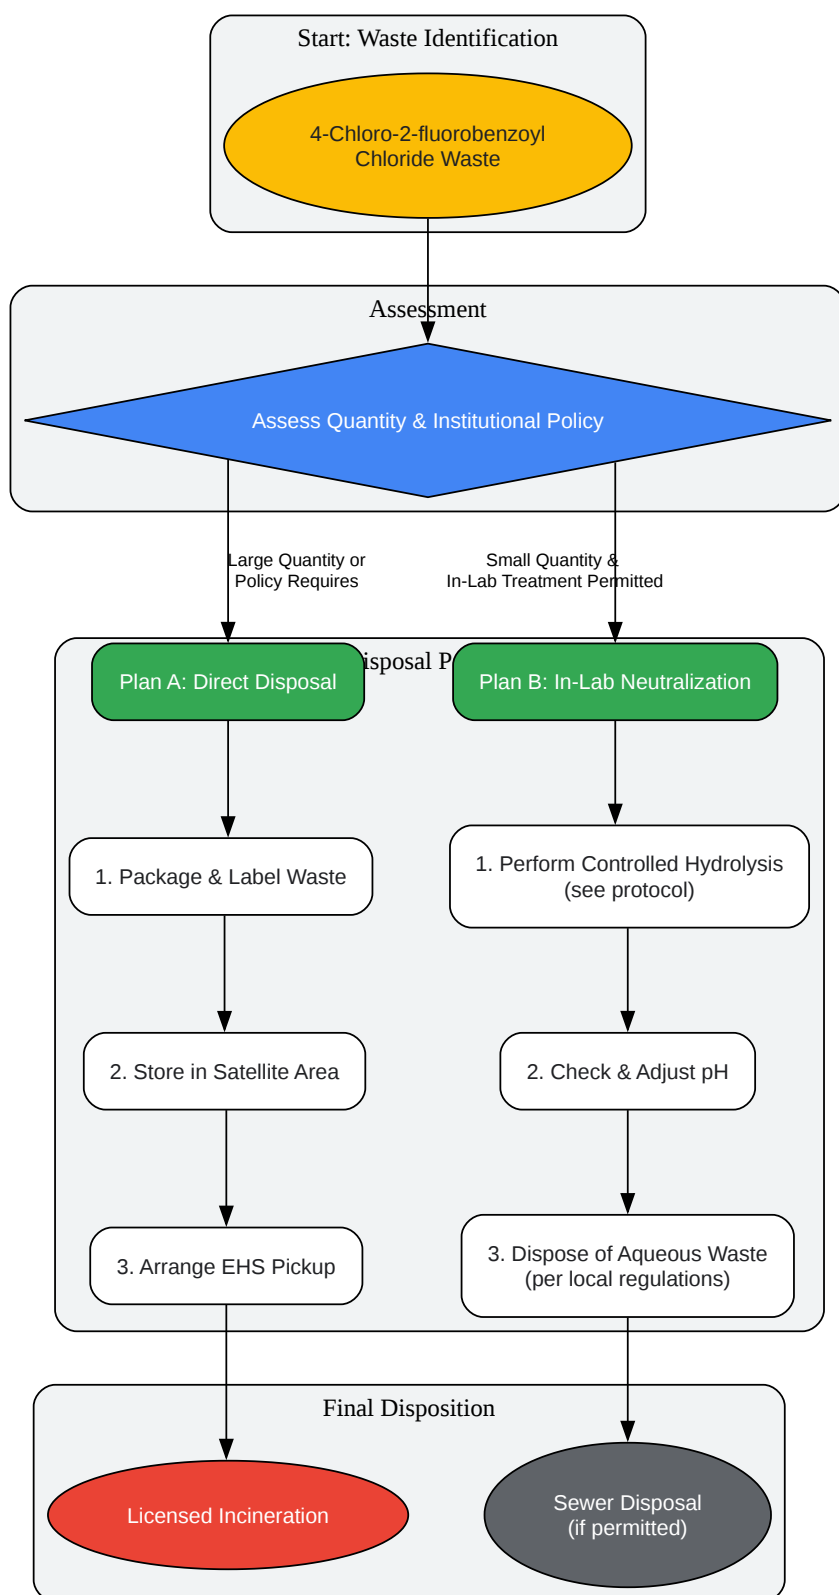 Start: Waste Identification
4-Chloro-2-fluorobenzoyl
Chloride Waste
Assessment
Assess Quantity & Institutional Policy
Large Quantity or
Policy Requires
Small Quantity &
In-Lab Treatment Permitted
Plan A: Direct Disposal
Plan B: In-Lab Neutralization
1. Package & Label Waste
1. Perform Controlled Hydrolysis
(see protocol)
2. Store in Satellite Area
2. Check & Adjust pH
3. Arrange EHS Pickup
3. Dispose of Aqueous Waste
(per local regulations)
Final Disposition
Licensed Incineration
Sewer Disposal
(if permitted)